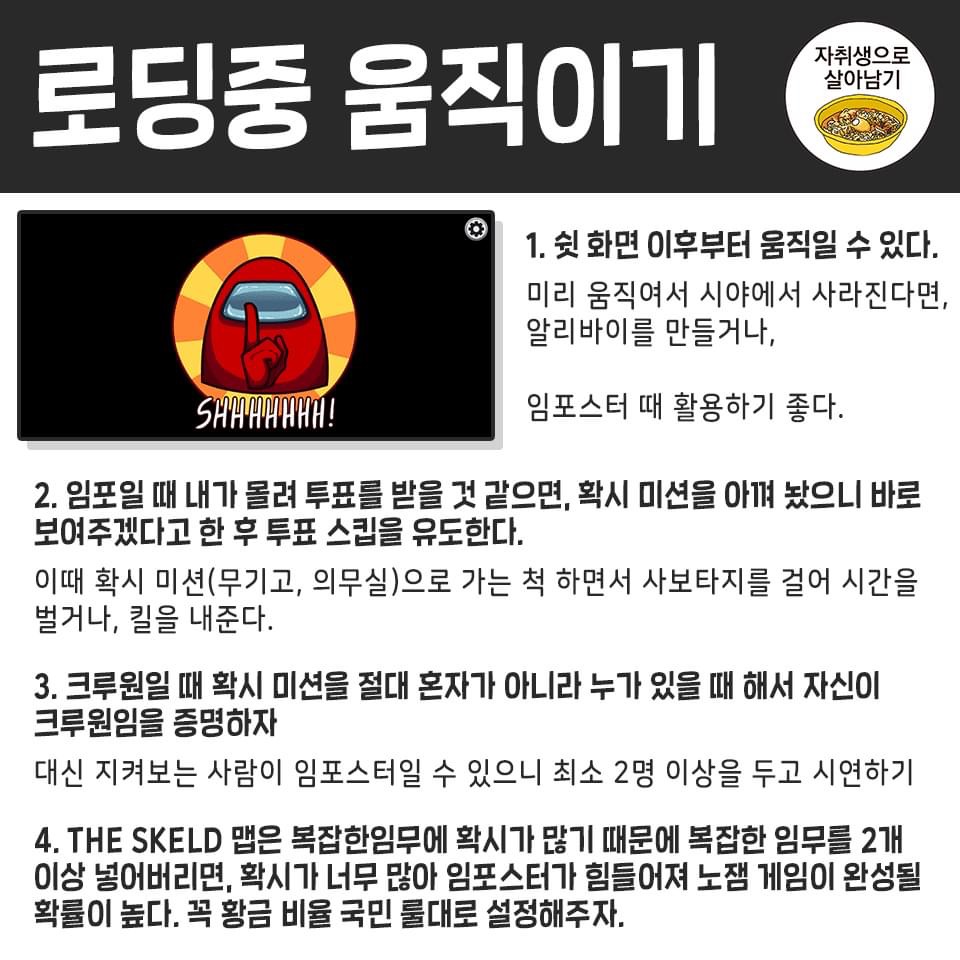 로딩중 움직이기
자취생으로
살아남기
SHHHHHHH!
1. 쉿 화면 이후부터 움직일 수 있다.
미리 움직여서 시야에서 사라진다면,
알리바이를 만들거나,
임포스터 때 활용하기 좋다.
2. 임포일 때 내가 몰려 투표를 받을 것 같으면, 확시 미션을 아껴 놨으니 바로
보여주겠다고 한 후 투표 스킵을 유도한다.
이때 확시 미션(무기고, 의무실)으로 가는 척 하면서 사보타지를 걸어 시간을
벌거나, 킬을 내준다.
3. 크루원일 때 확시 미션을 절대 혼자가 아니라 누가 있을 때 해서 자신이
크루원임을 증명하자
대신 지켜보는 사람이 임포스터일 수 있으니 최소 2명 이상을 두고 시연하기
4. THE SKELD 맵은 복잡한임무에 확시가 많기 때문에 복잡한 임무를 2개
이상 넣어버리면, 확시가 너무 많아 임포스터가 힘들어져 노잼 게임이 완성될
확률이 높다. 꼭 황금 비율 국민 룰대로 설정해주자.